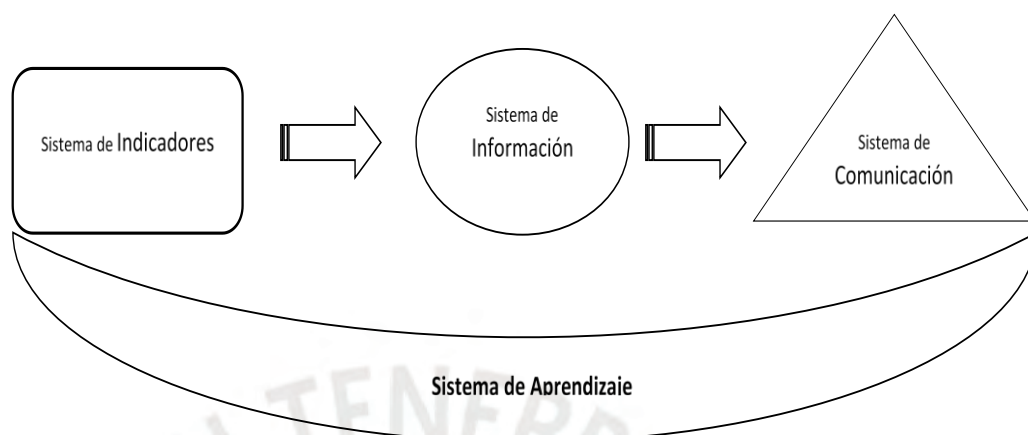 Sistema de Indicadores
Sistema de
Información
Sistema de
Comunicación
Sistema de Aprendizaje